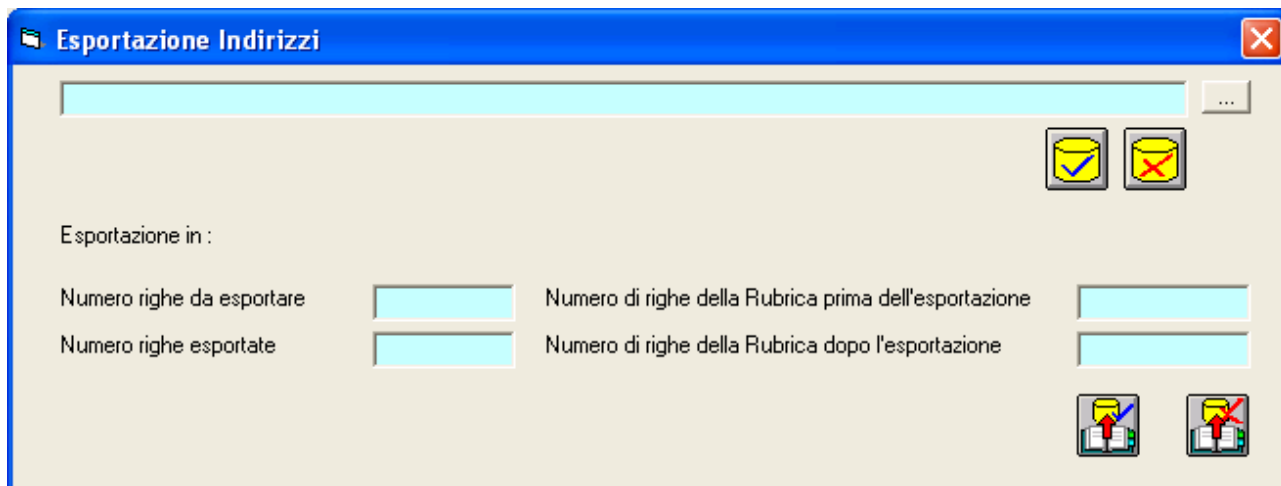 Esportazione Indirizzi
...
Esportazione in :
Numero righe da esportare
Numero di righe della Rubrica prima dell'esportazione
Numero righe esportate
Numero di righe della Rubrica dopo l'esportazione